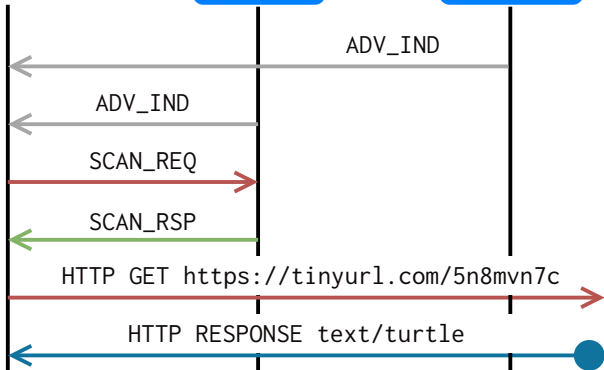 ADV_IND
ADV_IND
SCAN_REQ
SCAN_RSP
HTTP GET https://tinyurl.com/5n8mvn7c
HTTP RESPONSE text/turtle